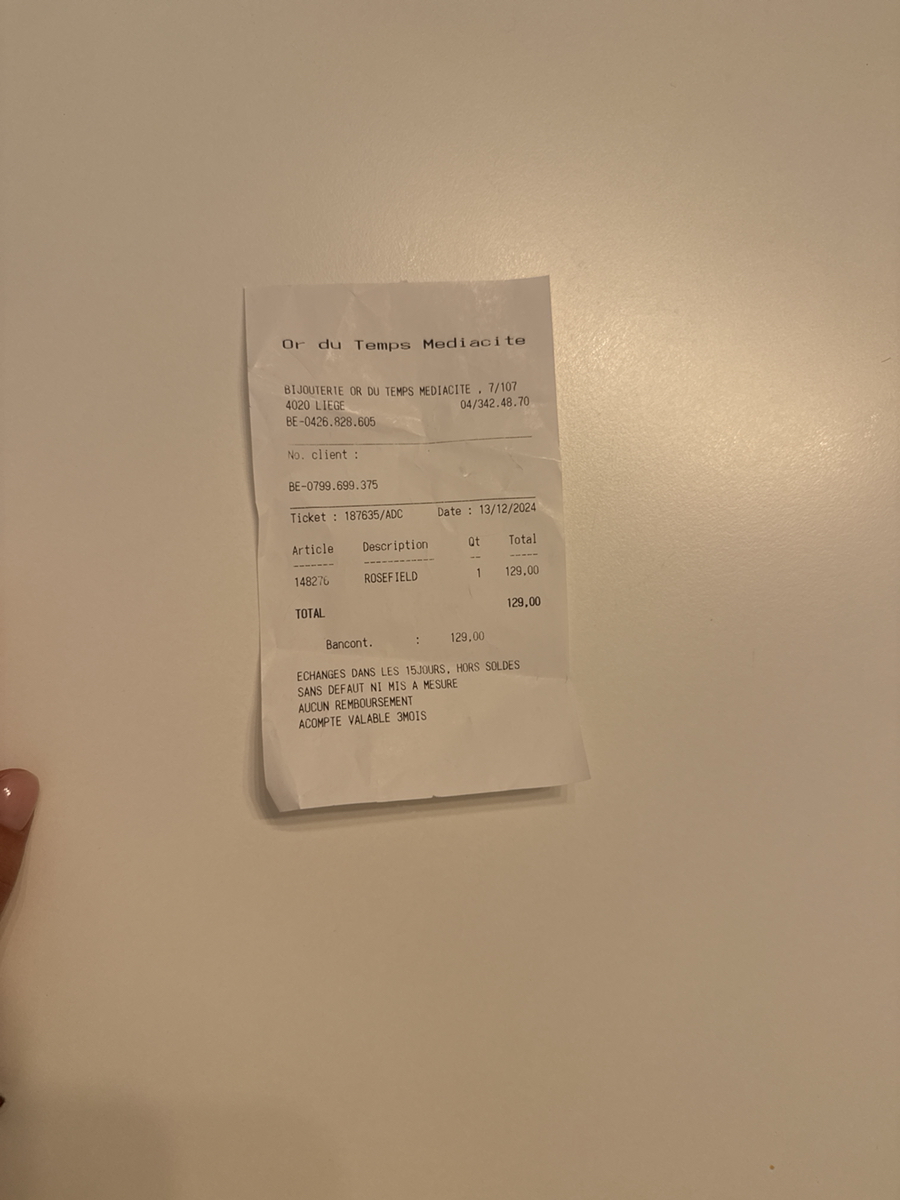 Or du Temps Mediacite
BIJOUTERIE OR DU TEMPS MEDIACITE , 7/107
4020 LIEGE 04/342.48.70
BE-0426.828.605
No. client :
BE-0799.699.375
Ticket : 187635/ADC Date : 13/12/2024
Article Description Qt Total
------- ------------ -- -----
ROSEFIELD 1 129,00
TOTAL 129,00
Bancont. : 129,00
ECHANGES DANS LES 15JOURS, HORS SOLDES
SANS DEFAUT NI MIS A MESURE
AUCUN REMBOURSEMENT
ACOMPTE VALABLE 3MOIS